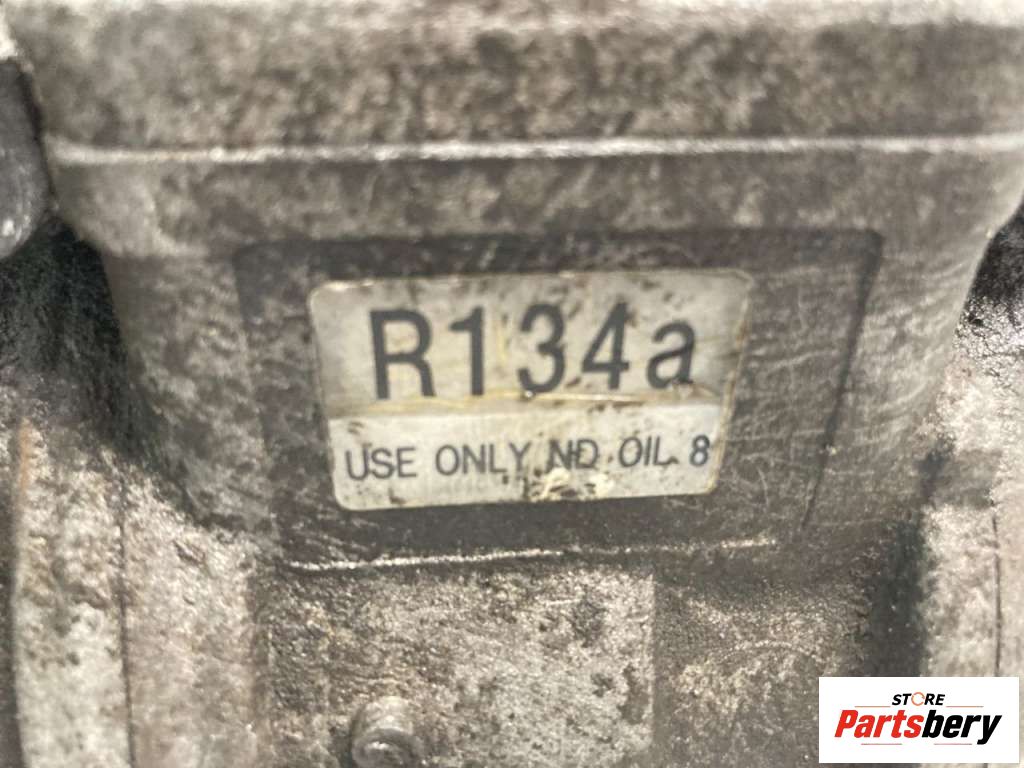 R134a
USE ONLY ND OIL 8
STORE
Partsbery